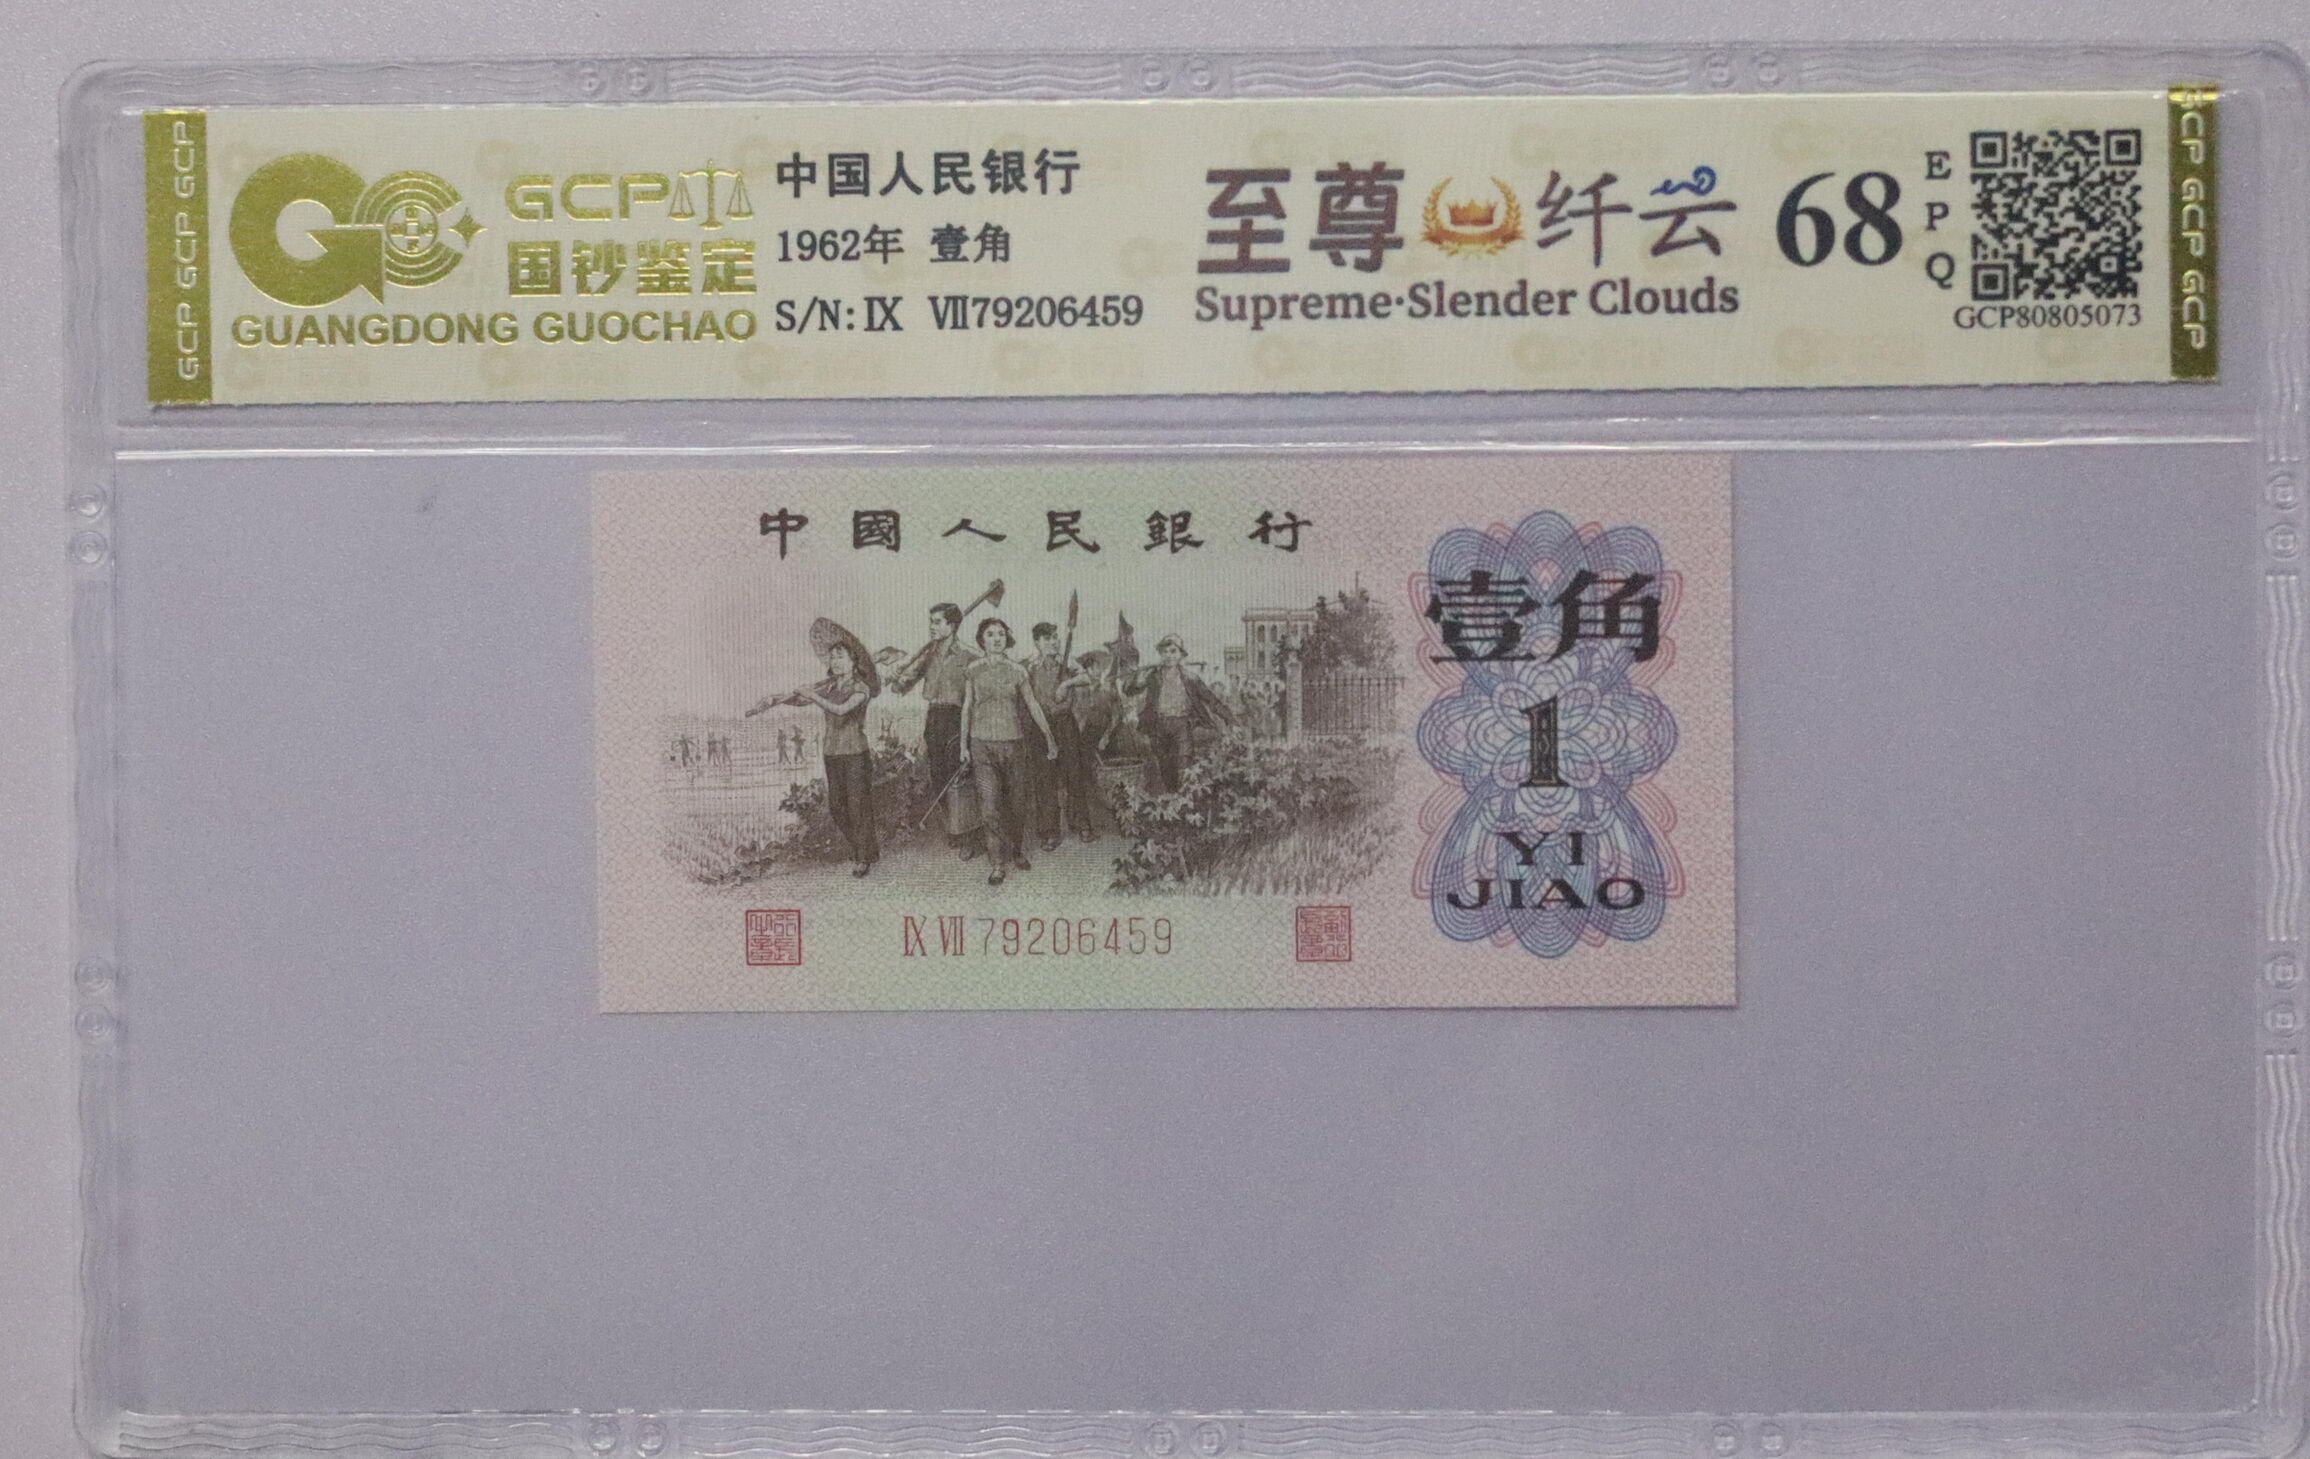 GCP GCP GCP
GCP
国钞鉴定
GUANGDONG GUOCHAO
中国人民银行
1962年 壹角
S/N: Ⅸ Ⅶ79206459
至尊 纤云
Supreme·Slender Clouds
68
E
P
Q
GCP80805073
GCP GCP GCP
中國人民銀行
壹角
1
YI
JIAO
Ⅸ Ⅶ 79206459